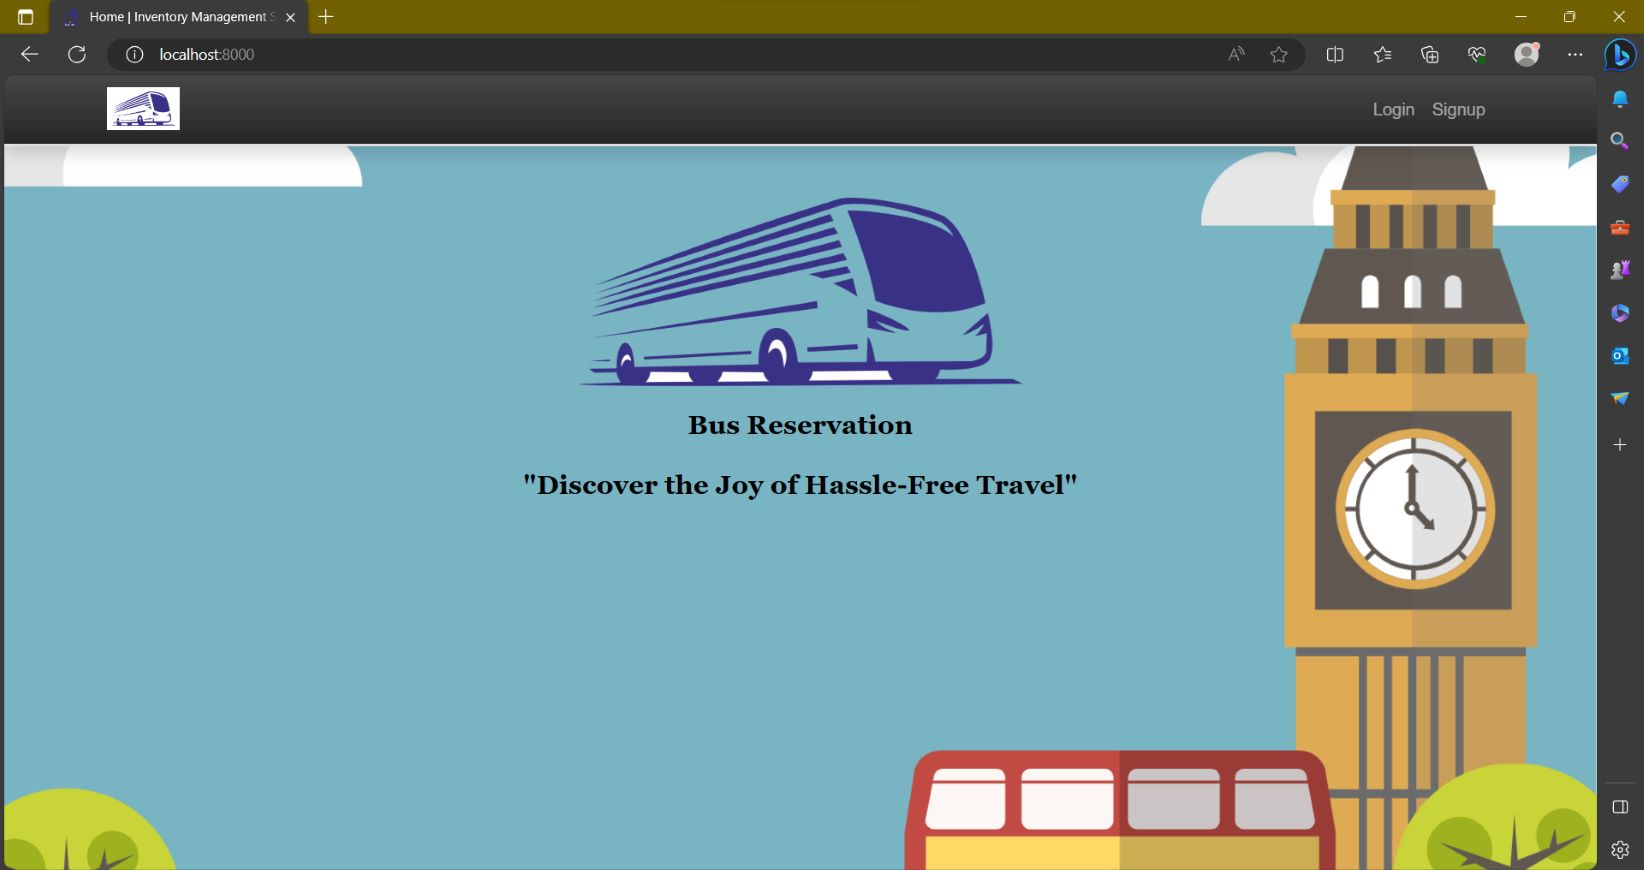 Home | Inventory Management S
localhost:8000
Login Signup
Bus Reservation
"Discover the Joy of Hassle-Free Travel"